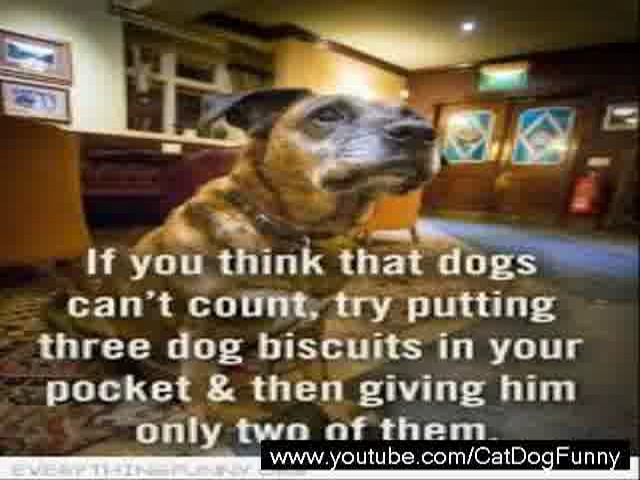 If you think that dogs
can't count, try putting
three dog biscuits in your
pocket & then giving him
only two of them.
www.youtube.com/CatDogFunny